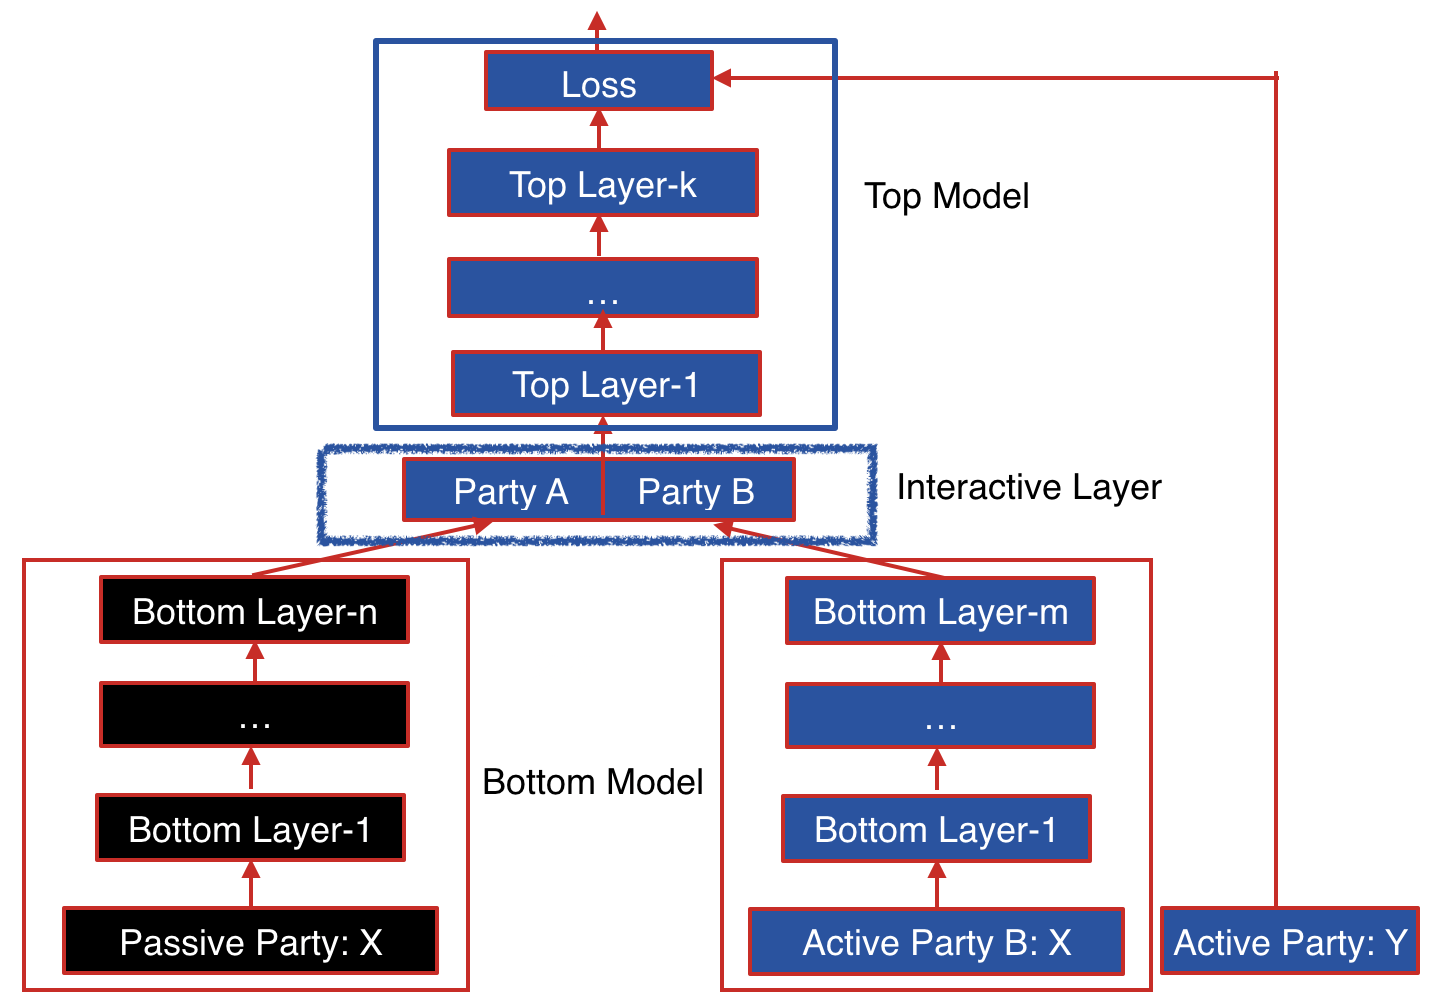 Loss
Top Layer-k
Top Model
...
Top Layer-1
Party A
Party B
Interactive Layer
Bottom Layer-n
...
Bottom Layer-1
Passive Party: X
Bottom Model
Bottom Layer-m
...
Bottom Layer-1
Active Party B: X
Active Party: Y